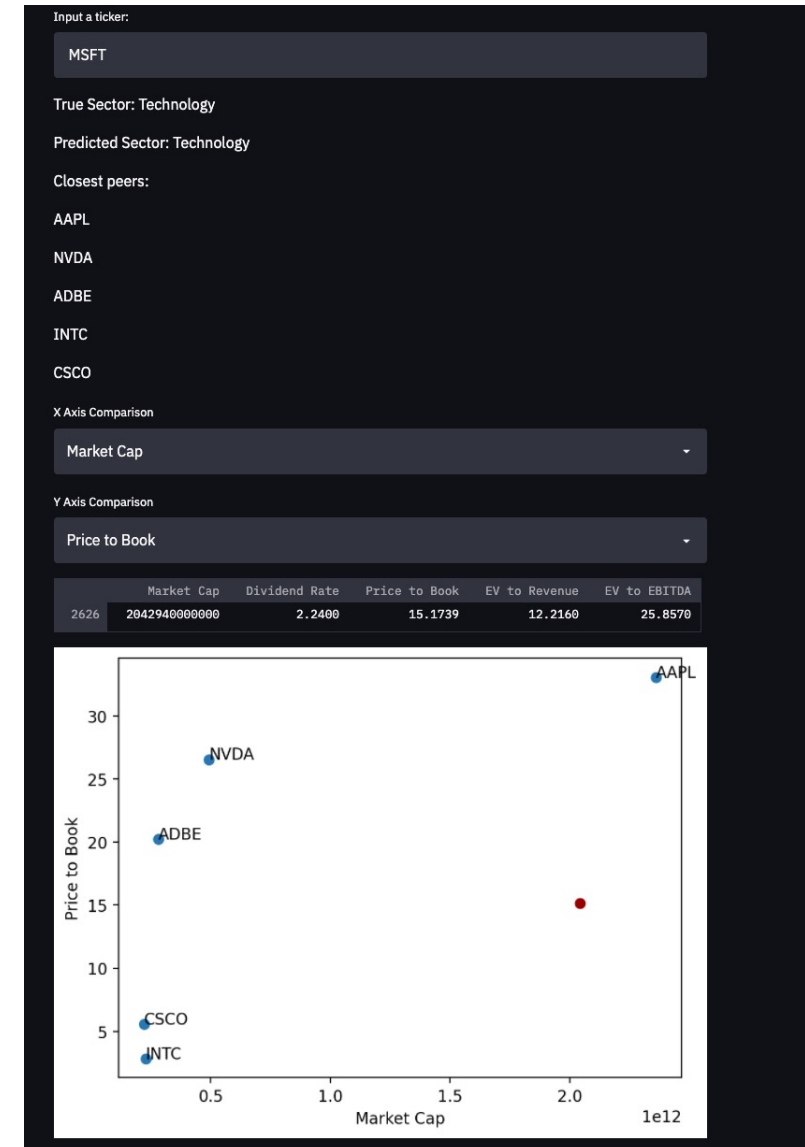 Input a ticker:
MSFT
True Sector: Technology
Predicted Sector: Technology
Closest peers:
AAPL
NVDA
ADBE
INTC
CSCO
X Axis Comparison
Market Cap
Y Axis Comparison
Price to Book
Market Cap Dividend Rate Price to Book EV to Revenue EV to EBITDA
2626 2042940000000 2.2400 15.1739 12.2160 25.8570
AAPL
30
NVDA
25
ADBE
20
15
10
CSCO
5
INTC
Price to Book
0.5 1.0 1.5 2.0
Market Cap
1e12